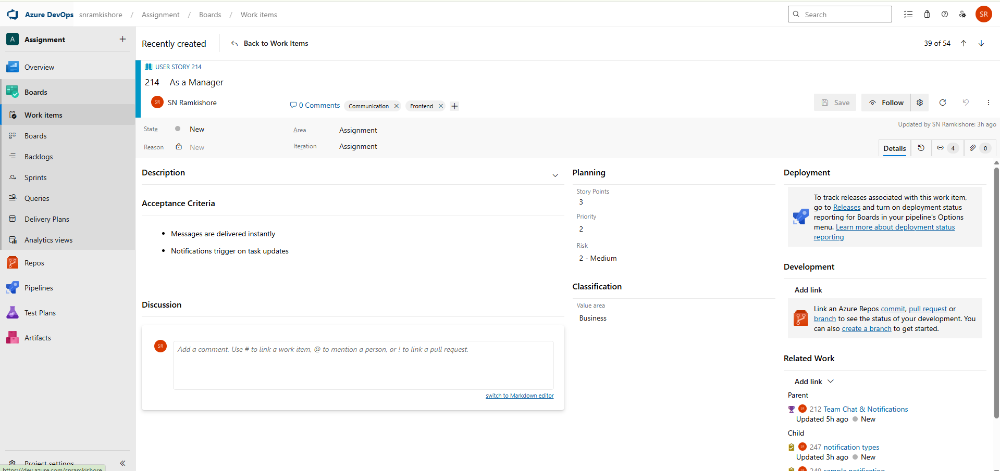 Azure DevOps snramkishore / Assignment / Boards / Work items Search SR
A Assignment +
Recently created Back to Work Items 39 of 54
Overview
Boards
Work items
Boards
Backlogs
Sprints
Queries
Delivery Plans
Analytics views
Repos
Pipelines
Test Plans
Artifacts
Project settings
https://dev.azure.com/snramkishore
USER STORY 214
214 As a Manager
SR SN Ramkishore 0 Comments Communication × Frontend × + Save Follow
Updated by SN Ramkishore: 3h ago
State New Area Assignment
Reason New Iteration Assignment
Details 4 0
Description
Acceptance Criteria
• Messages are delivered instantly
• Notifications trigger on task updates
Discussion
SR
Add a comment. Use # to link a work item, @ to mention a person, or ! to link a pull request.
switch to Markdown editor
Planning
Story Points
3
Priority
2
Risk
2 - Medium
Classification
Value area
Business
Deployment
To track releases associated with this work item,
go to Releases and turn on deployment status
reporting for Boards in your pipeline's Options
menu. Learn more about deployment status
reporting
Development
Add link
Link an Azure Repos commit, pull request or
branch to see the status of your development. You
can also create a branch to get started.
Related Work
Add link
Parent
SR 212 Team Chat & Notifications
Updated 5h ago New
Child
SR 247 notification types
Updated 3h ago New
249 sample notification